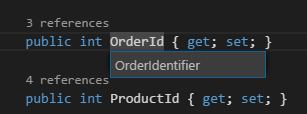 3 references
public int OrderId { get; set; }
OrderIdentifier
4 references
public int ProductId { get; set; }